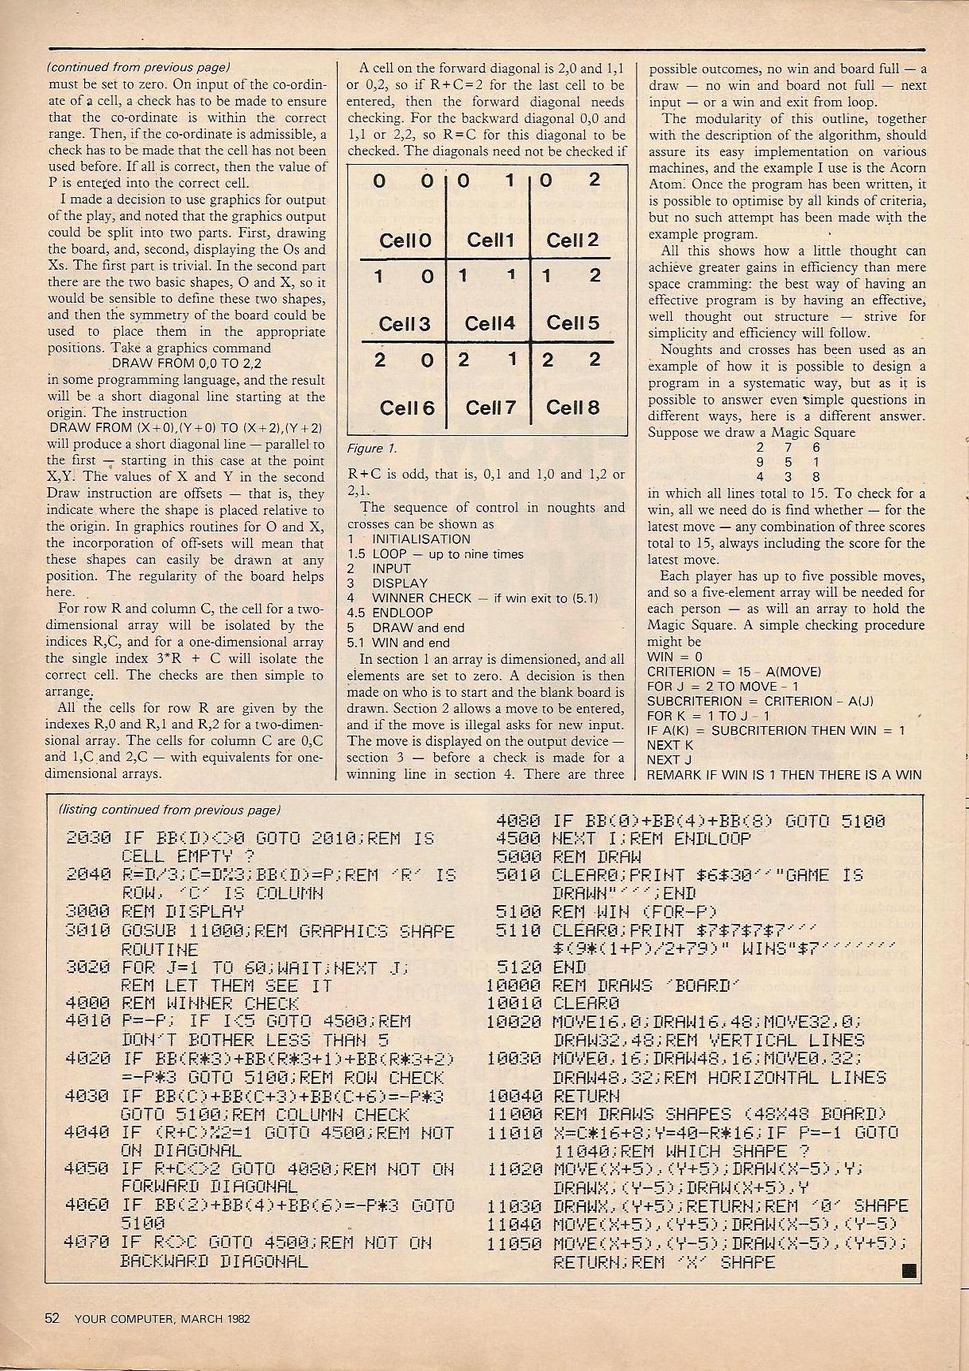 (continued from previous page)
must be set to zero. On input of the co-ordin-
ate of a cell, a check has to be made to ensure
that the co-ordinate is within the correct
range. Then, if the co-ordinate is admissible, a
check has to be made that the cell has not been
used before. If all is correct, then the value of
P is entered into the correct cell.
I made a decision to use graphics for output
of the play, and noted that the graphics output
could be split into two parts. First, drawing
the board, and, second, displaying the Os and
Xs. The first part is trivial. In the second part
there are the two basic shapes, O and X, so it
would be sensible to define these two shapes,
and then the symmetry of the board could be
used to place them in the appropriate
positions. Take a graphics command
DRAW FROM 0,0 TO 2,2
in some programming language, and the result
will be a short diagonal line starting at the
origin. The instruction
DRAW FROM (X+0),(Y+0) TO (X+2),(Y+2)
will produce a short diagonal line — parallel to
the first — starting in this case at the point
X,Y. The values of X and Y in the second
Draw instruction are offsets — that is, they
indicate where the shape is placed relative to
the origin. In graphics routines for O and X,
the incorporation of off-sets will mean that
these shapes can easily be drawn at any
position. The regularity of the board helps
here.
For row R and column C, the cell for a two-
dimensional array will be isolated by the
indices R,C, and for a one-dimensional array
the single index 3*R + C will isolate the
correct cell. The checks are then simple to
arrange.
All the cells for row R are given by the
indexes R,0 and R,1 and R,2 for a two-dimen-
sional array. The cells for column C are 0,C
and 1,C and 2,C — with equivalents for one-
dimensional arrays.
A cell on the forward diagonal is 2,0 and 1,1
or 0,2, so if R+C=2 for the last cell to be
entered, then the forward diagonal needs
checking. For the backward diagonal 0,0 and
1,1 or 2,2, so R=C for this diagonal to be
checked. The diagonals need not be checked if
0 0 0 1 0 2
Cell 0 Cell 1 Cell 2
1 0 1 1 1 2
Cell 3 Cell 4 Cell 5
2 0 2 1 2 2
Cell 6 Cell 7 Cell 8
Figure 1.
R+C is odd, that is, 0,1 and 1,0 and 1,2 or
2,1.
The sequence of control in noughts and
crosses can be shown as
1 INITIALISATION
1.5 LOOP — up to nine times
2 INPUT
3 DISPLAY
4 WINNER CHECK — if win exit to (5.1)
4.5 ENDLOOP
5 DRAW and end
5.1 WIN and end
In section 1 an array is dimensioned, and all
elements are set to zero. A decision is then
made on who is to start and the blank board is
drawn. Section 2 allows a move to be entered,
and if the move is illegal asks for new input.
The move is displayed on the output device —
section 3 — before a check is made for a
winning line in section 4. There are three
possible outcomes, no win and board full — a
draw — no win and board not full — next
input — or a win and exit from loop.
The modularity of this outline, together
with the description of the algorithm, should
assure its easy implementation on various
machines, and the example I use is the Acorn
Atom. Once the program has been written, it
is possible to optimise by all kinds of criteria,
but no such attempt has been made with the
example program.
All this shows how a little thought can
achieve greater gains in efficiency than mere
space cramming: the best way of having an
effective program is by having an effective,
well thought out structure — strive for
simplicity and efficiency will follow.
Noughts and crosses has been used as an
example of how it is possible to design a
program in a systematic way, but as it is
possible to answer even simple questions in
different ways, here is a different answer.
Suppose we draw a Magic Square
2 7 6
9 5 1
4 3 8
in which all lines total to 15. To check for a
win, all we need do is find whether — for the
latest move — any combination of three scores
total to 15, always including the score for the
latest move.
Each player has up to five possible moves,
and so a five-element array will be needed for
each person — as will an array to hold the
Magic Square. A simple checking procedure
might be
WIN = 0
CRITERION = 15 - A(MOVE)
FOR J = 2 TO MOVE - 1
SUBCRITERION = CRITERION - A(J)
FOR K = 1 TO J - 1
IF A(K) = SUBCRITERION THEN WIN = 1
NEXT K
NEXT J
REMARK IF WIN IS 1 THEN THERE IS A WIN
(listing continued from previous page)
2030 IF BB(D)<>0 GOTO 2010;REM IS
CELL EMPTY ?
2040 R=D/3;C=D%3;BB(D)=P;REM 'R' IS
ROW, 'C' IS COLUMN
3000 REM DISPLAY
3010 GOSUB 11000;REM GRAPHICS SHAPE
ROUTINE
3020 FOR J=1 TO 60;WAIT;NEXT J;
REM LET THEM SEE IT
4000 REM WINNER CHECK
4010 P=-P; IF I<5 GOTO 4500;REM
DON'T BOTHER LESS THAN 5
4020 IF BB(R*3)+BB(R*3+1)+BB(R*3+2)
=-P*3 GOTO 5100;REM ROW CHECK
4030 IF BB(C)+BB(C+3)+BB(C+6)=-P*3
GOTO 5100;REM COLUMN CHECK
4040 IF (R+C)%2=1 GOTO 4500;REM NOT
ON DIAGONAL
4050 IF R+C<>2 GOTO 4080;REM NOT ON
FORWARD DIAGONAL
4060 IF BB(2)+BB(4)+BB(6)=-P*3 GOTO
5100
4070 IF R<>C GOTO 4500;REM NOT ON
BACKWARD DIAGONAL
4080 IF BB(0)+BB(4)+BB(8) GOTO 5100
4500 NEXT I;REM ENDLOOP
5000 REM DRAW
5010 CLEAR0;PRINT $6$30''"GAME IS
DRAWN"''';END
5100 REM WIN (FOR-P)
5110 CLEAR0;PRINT $7$7$7$7'''
$(9*(1+P)/2+79)" WINS"$7'''''''
5120 END
10000 REM DRAWS 'BOARD'
10010 CLEAR0
10020 MOVE16,0;DRAW16,48;MOVE32,0;
DRAW32,48;REM VERTICAL LINES
10030 MOVE0,16;DRAW48,16;MOVE0,32;
DRAW48,32;REM HORIZONTAL LINES
10040 RETURN
11000 REM DRAWS SHAPES (48X48 BOARD)
11010 X=C*16+8;Y=40-R*16;IF P=-1 GOTO
11040;REM WHICH SHAPE ?
11020 MOVE(X+5),(Y+5);DRAW(X-5),Y;
DRAWX,(Y-5);DRAW(X+5),Y
11030 DRAWX,(Y+5);RETURN;REM '0' SHAPE
11040 MOVE(X+5),(Y+5);DRAW(X-5),(Y-5)
11050 MOVE(X+5),(Y-5);DRAW(X-5),(Y+5);
RETURN;REM 'X' SHAPE
52 YOUR COMPUTER, MARCH 1982